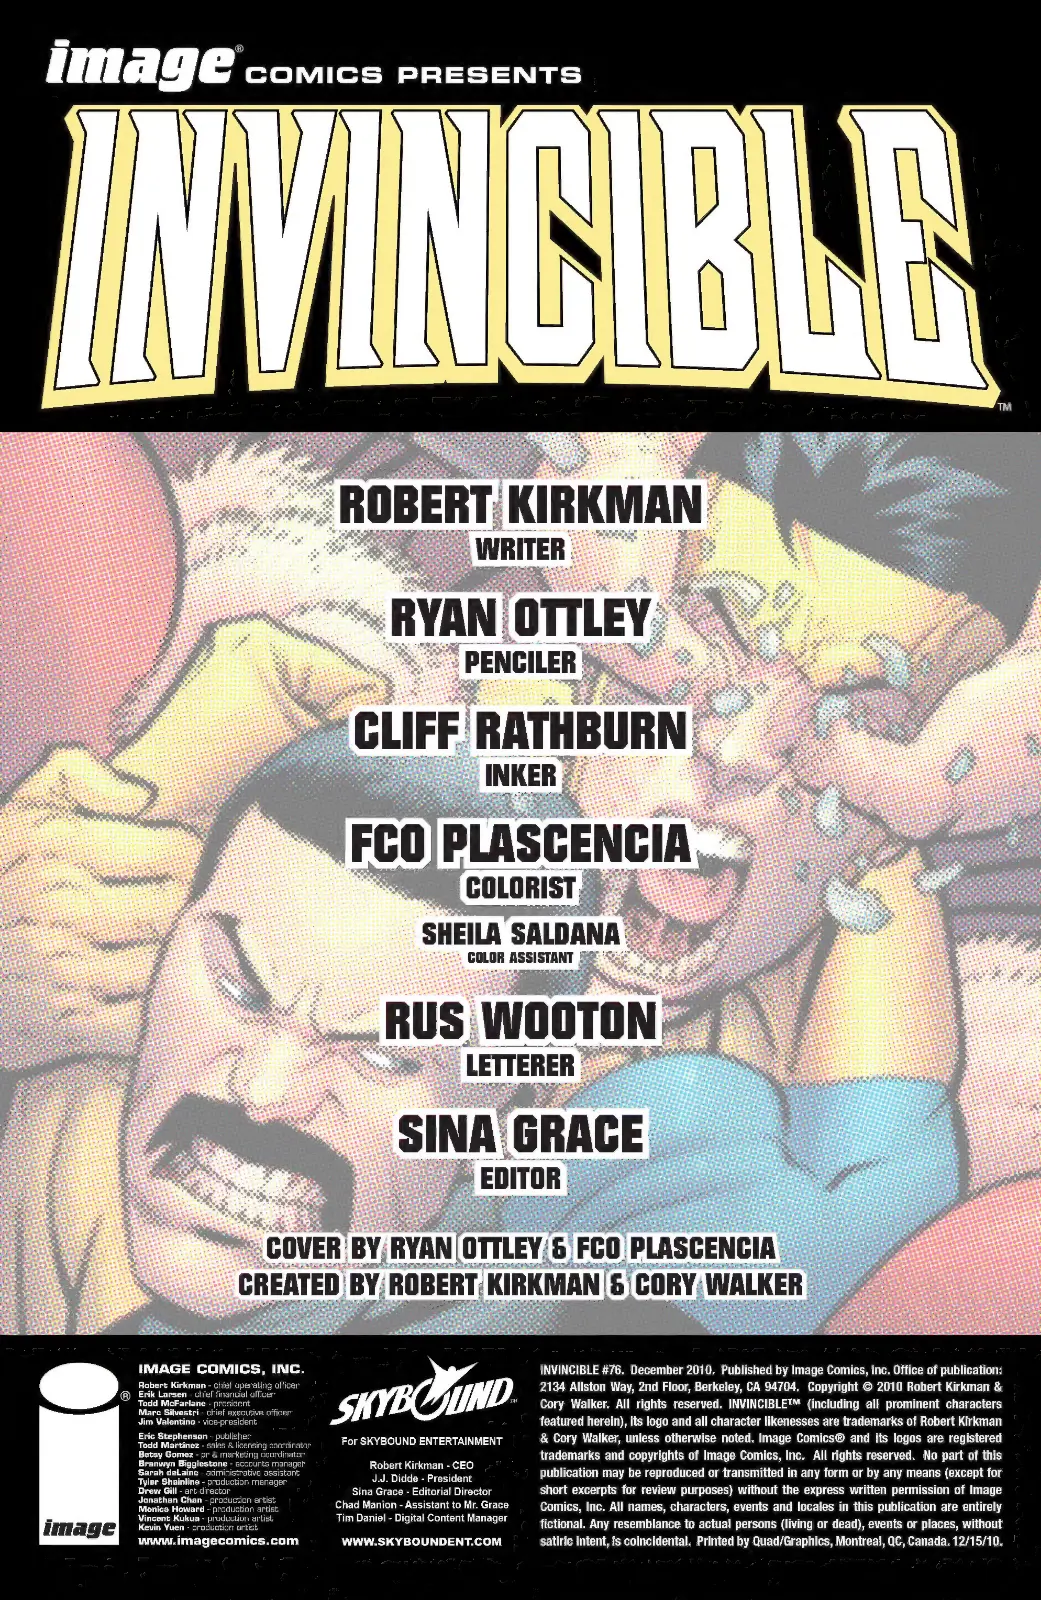 image® COMICS PRESENTS
INVINCIBLE™
ROBERT KIRKMAN
WRITER
RYAN OTTLEY
PENCILER
CLIFF RATHBURN
INKER
FCO PLASCENCIA
COLORIST
SHEILA SALDANA
COLOR ASSISTANT
RUS WOOTON
LETTERER
SINA GRACE
EDITOR
COVER BY RYAN OTTLEY & FCO PLASCENCIA
CREATED BY ROBERT KIRKMAN & CORY WALKER
®
image
IMAGE COMICS, INC.
Robert Kirkman - chief operating officer
Erik Larsen - chief financial officer
Todd McFarlane - president
Marc Silvestri - chief executive officer
Jim Valentino - vice-president
Eric Stephenson - publisher
Todd Martinez - sales & licensing coordinator
Betsy Gomez - pr & marketing coordinator
Branwyn Bigglestone - accounts manager
Sarah deLaine - administrative assistant
Tyler Shainline - production manager
Drew Gill - art director
Jonathan Chan - production artist
Monica Howard - production artist
Vincent Kukua - production artist
Kevin Yuen - production artist
www.imagecomics.com
SKYBOUND™
For SKYBOUND ENTERTAINMENT
Robert Kirkman - CEO
J.J. Didde - President
Sina Grace - Editorial Director
Chad Manion - Assistant to Mr. Grace
Tim Daniel - Digital Content Manager
WWW.SKYBOUNDENT.COM
INVINCIBLE #76. December 2010. Published by Image Comics, Inc. Office of publication:
2134 Allston Way, 2nd Floor, Berkeley, CA 94704. Copyright © 2010 Robert Kirkman &
Cory Walker. All rights reserved. INVINCIBLE™ (including all prominent characters
featured herein), its logo and all character likenesses are trademarks of Robert Kirkman
& Cory Walker, unless otherwise noted. Image Comics® and its logos are registered
trademarks and copyrights of Image Comics, Inc. All rights reserved. No part of this
publication may be reproduced or transmitted in any form or by any means (except for
short excerpts for review purposes) without the express written permission of Image
Comics, Inc. All names, characters, events and locales in this publication are entirely
fictional. Any resemblance to actual persons (living or dead), events or places, without
satiric intent, is coincidental. Printed by Quad/Graphics, Montreal, QC, Canada. 12/15/10.